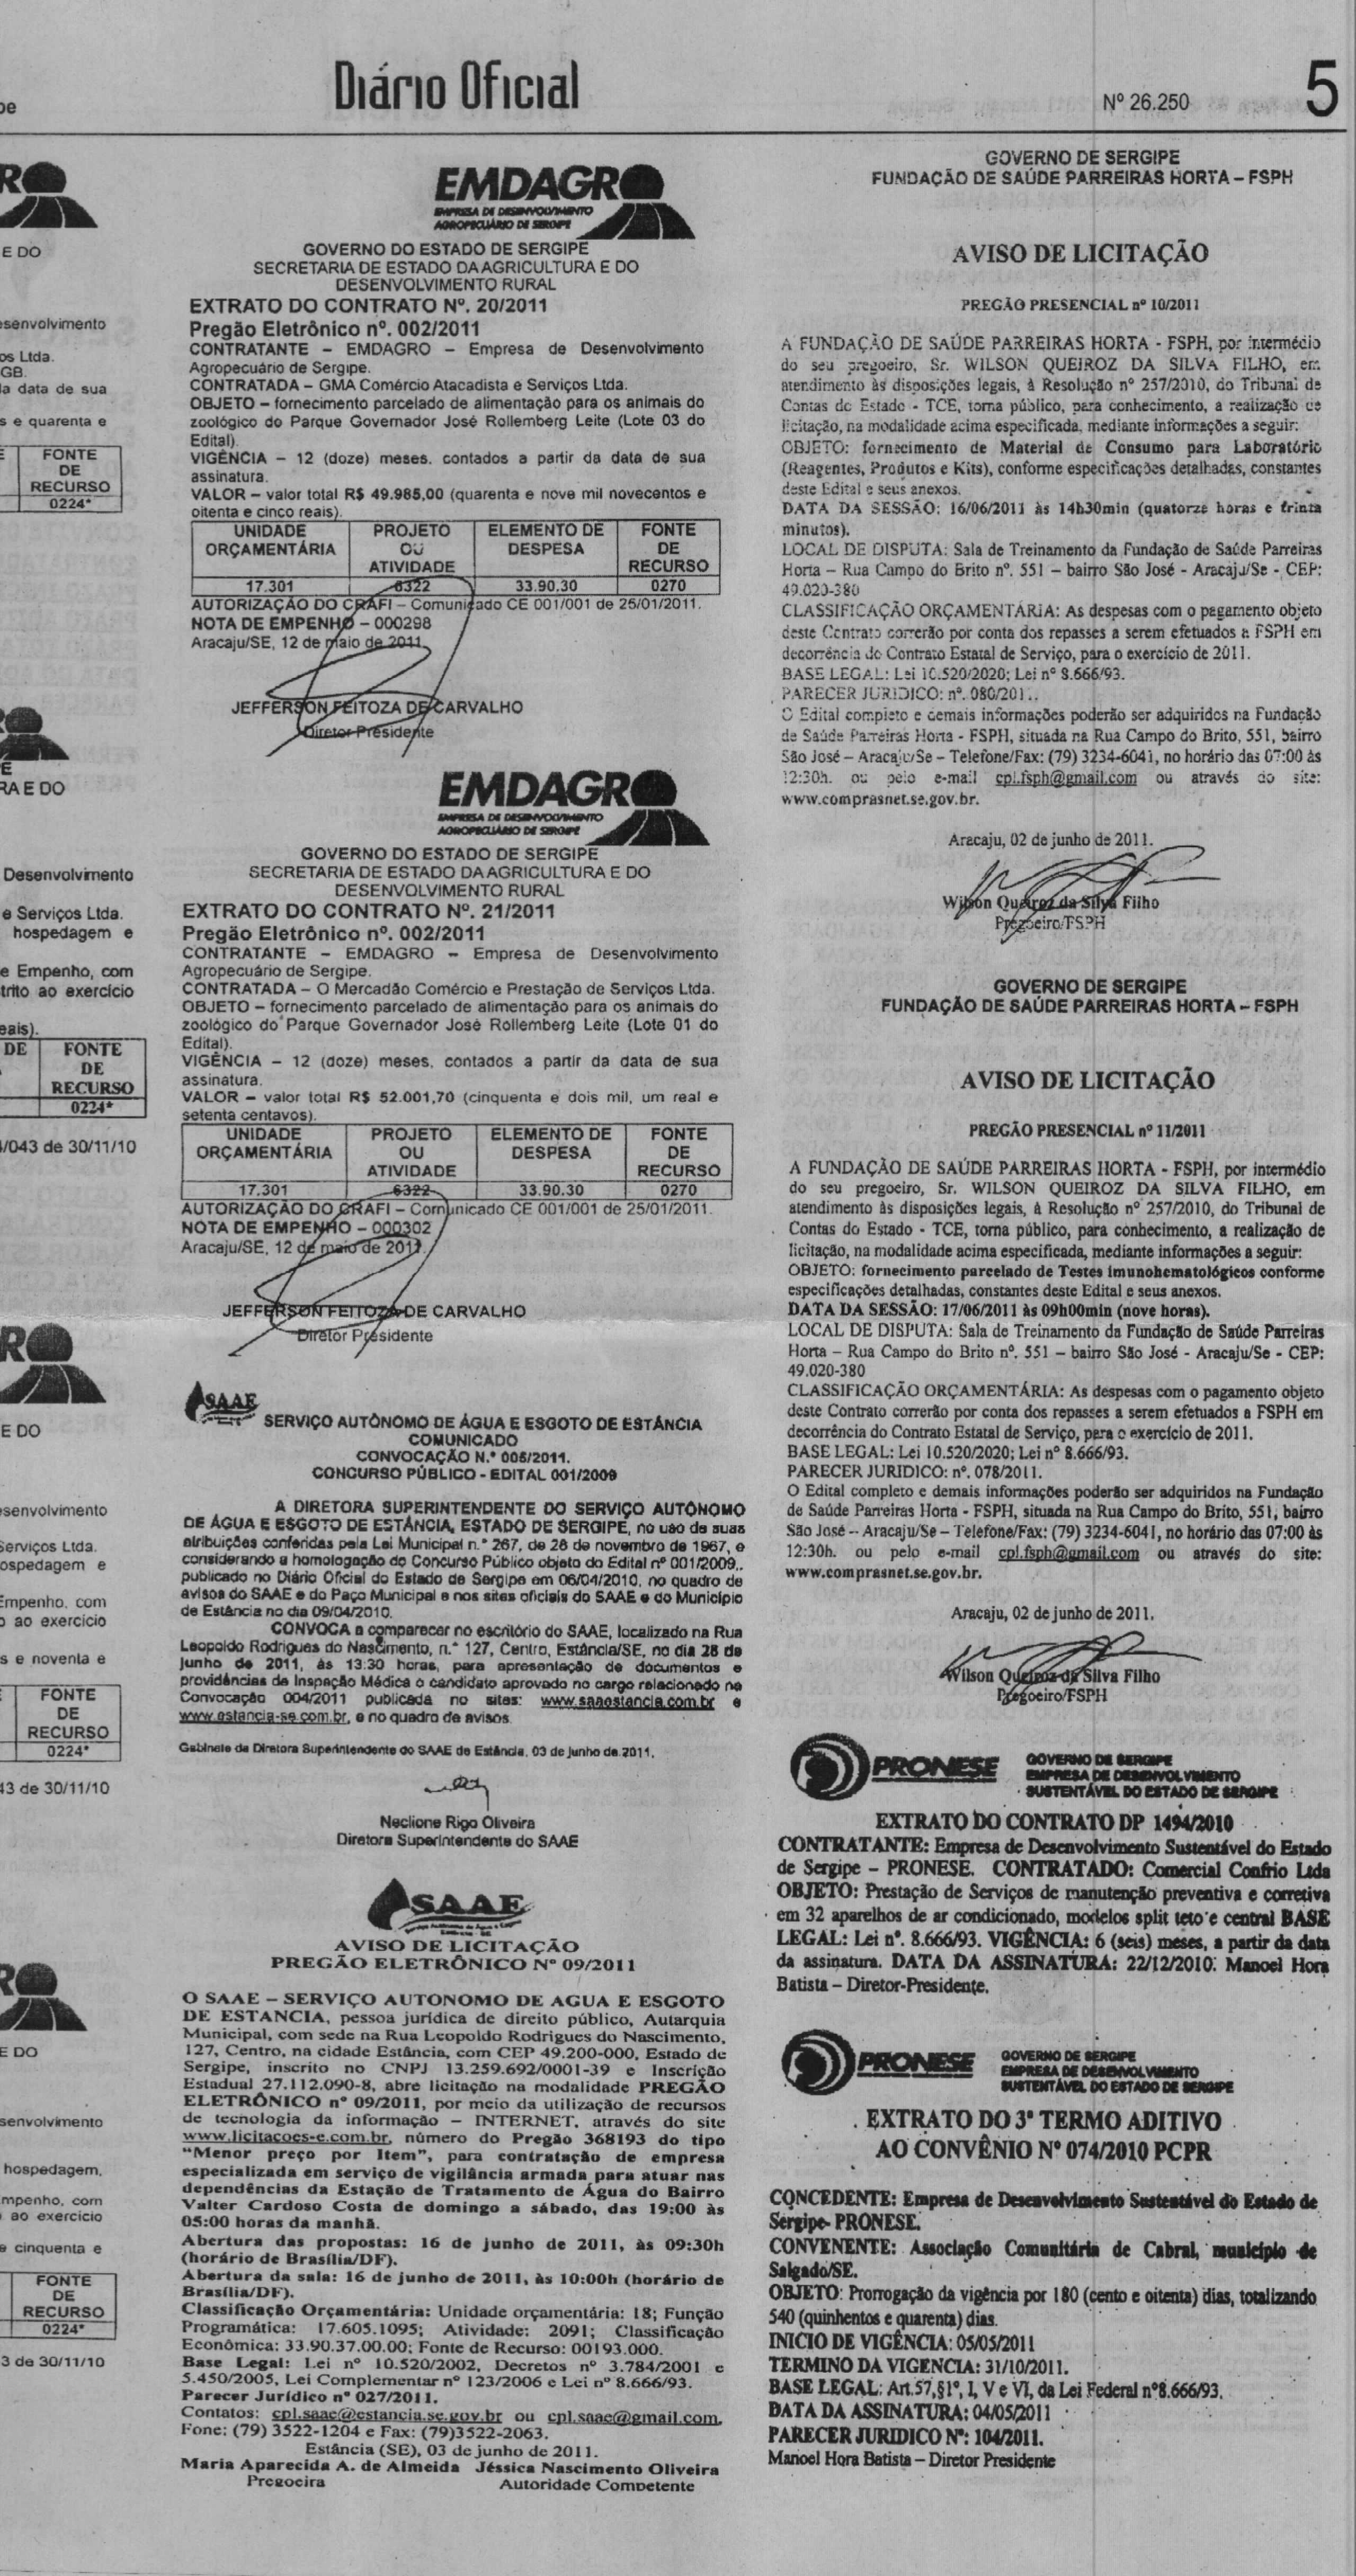 pe
Diário Oficial
Nº 26.250
5
RO
E DO
esenvolvimento
os Ltda.
GB.
la data de sua
s e quarenta e
E FONTE
DE
RECURSO
0224*
RO
E
RA E DO
Desenvolvimento
e Serviços Ltda.
hospedagem e
e Empenho, com
trito ao exercício
eais).
DE FONTE
DE
RECURSO
0224*
/043 de 30/11/10
RO
E DO
esenvolvimento
Serviços Ltda.
ospedagem e
Empenho, com
o ao exercício
s e noventa e
E FONTE
DE
RECURSO
0224*
43 de 30/11/10
RO
E DO
senvolvimento
hospedagem,
mpenho, com
ao exercício
e cinquenta e
FONTE
DE
RECURSO
0224*
3 de 30/11/10
EMDAGRO
EMPRESA DE DESENVOLVIMENTO
AGROPECUÁRIO DE SERGIPE
GOVERNO DO ESTADO DE SERGIPE
SECRETARIA DE ESTADO DA AGRICULTURA E DO
DESENVOLVIMENTO RURAL
EXTRATO DO CONTRATO Nº. 20/2011
Pregão Eletrônico nº. 002/2011
CONTRATANTE – EMDAGRO – Empresa de Desenvolvimento
Agropecuário de Sergipe.
CONTRATADA – GMA Comércio Atacadista e Serviços Ltda.
OBJETO – fornecimento parcelado de alimentação para os animais do
zoológico do Parque Governador José Rollemberg Leite (Lote 03 do
Edital).
VIGÊNCIA – 12 (doze) meses, contados a partir da data de sua
assinatura.
VALOR – valor total R$ 49.985,00 (quarenta e nove mil novecentos e
oitenta e cinco reais).
UNIDADE PROJETO ELEMENTO DE FONTE
ORÇAMENTÁRIA OU DESPESA DE
ATIVIDADE RECURSO
17.301 6322 33.90.30 0270
AUTORIZAÇÃO DO CRAFI – Comunicado CE 001/001 de 25/01/2011.
NOTA DE EMPENHO – 000298
Aracaju/SE, 12 de maio de 2011.
JEFFERSON FEITOZA DE CARVALHO
Diretor Presidente
EMDAGRO
EMPRESA DE DESENVOLVIMENTO
AGROPECUÁRIO DE SERGIPE
GOVERNO DO ESTADO DE SERGIPE
SECRETARIA DE ESTADO DA AGRICULTURA E DO
DESENVOLVIMENTO RURAL
EXTRATO DO CONTRATO Nº. 21/2011
Pregão Eletrônico nº. 002/2011
CONTRATANTE – EMDAGRO – Empresa de Desenvolvimento
Agropecuário de Sergipe.
CONTRATADA – O Mercadão Comércio e Prestação de Serviços Ltda.
OBJETO – fornecimento parcelado de alimentação para os animais do
zoológico do Parque Governador José Rollemberg Leite (Lote 01 do
Edital).
VIGÊNCIA – 12 (doze) meses, contados a partir da data de sua
assinatura.
VALOR – valor total R$ 52.001,70 (cinquenta e dois mil, um real e
setenta centavos).
UNIDADE PROJETO ELEMENTO DE FONTE
ORÇAMENTÁRIA OU DESPESA DE
ATIVIDADE RECURSO
17.301 6322 33.90.30 0270
AUTORIZAÇÃO DO CRAFI – Comunicado CE 001/001 de 25/01/2011.
NOTA DE EMPENHO – 000302
Aracaju/SE, 12 de maio de 2011.
JEFFERSON FEITOZA DE CARVALHO
Diretor Presidente
SAAE
SERVIÇO AUTÔNOMO DE ÁGUA E ESGOTO DE ESTÂNCIA
COMUNICADO
CONVOCAÇÃO N.° 005/2011.
CONCURSO PÚBLICO - EDITAL 001/2009
A DIRETORA SUPERINTENDENTE DO SERVIÇO AUTÔNOMO
DE ÁGUA E ESGOTO DE ESTÂNCIA, ESTADO DE SERGIPE, no uso de suas
atribuições conferidas pela Lei Municipal n.° 267, de 28 de novembro de 1967, e
considerando a homologação do Concurso Público objeto do Edital nº 001/2009,.
publicado no Diário Oficial do Estado de Sergipe em 06/04/2010, no quadro de
avisos do SAAE e do Paço Municipal e nos sites oficiais do SAAE e do Município
de Estância no dia 09/04/2010.
CONVOCA a comparecer no escritório do SAAE, localizado na Rua
Leopoldo Rodrigues do Nascimento, n.° 127, Centro, Estância/SE, no dia 28 de
junho de 2011, às 13:30 horas, para apresentação de documentos e
providências da Inspeção Médica o candidato aprovado no cargo relacionado na
Convocação 004/2011 publicada no sites: www.saaestancia.com.br e
www.estancia-se.com.br, e no quadro de avisos.
Gabinete da Diretora Superintendente do SAAE de Estância, 03 de junho de 2011.
Neclione Rigo Oliveira
Diretora Superintendente do SAAE
SAAE
AVISO DE LICITAÇÃO
PREGÃO ELETRÔNICO Nº 09/2011
O SAAE – SERVIÇO AUTONOMO DE AGUA E ESGOTO
DE ESTANCIA, pessoa jurídica de direito público, Autarquia
Municipal, com sede na Rua Leopoldo Rodrigues do Nascimento,
127, Centro, na cidade Estância, com CEP 49.200-000, Estado de
Sergipe, inscrito no CNPJ 13.259.692/0001-39 e Inscrição
Estadual 27.112.090-8, abre licitação na modalidade PREGÃO
ELETRÔNICO nº 09/2011, por meio da utilização de recursos
de tecnologia da informação – INTERNET, através do site
www.licitacoes-e.com.br, número do Pregão 368193 do tipo
“Menor preço por Item”, para contratação de empresa
especializada em serviço de vigilância armada para atuar nas
dependências da Estação de Tratamento de Água do Bairro
Valter Cardoso Costa de domingo a sábado, das 19:00 às
05:00 horas da manhã.
Abertura das propostas: 16 de junho de 2011, às 09:30h
(horário de Brasília/DF).
Abertura da sala: 16 de junho de 2011, às 10:00h (horário de
Brasília/DF).
Classificação Orçamentária: Unidade orçamentária: 18; Função
Programática: 17.605.1095; Atividade: 2091; Classificação
Econômica: 33.90.37.00.00; Fonte de Recurso: 00193.000.
Base Legal: Lei nº 10.520/2002, Decretos nº 3.784/2001 e
5.450/2005, Lei Complementar nº 123/2006 e Lei nº 8.666/93.
Parecer Jurídico nº 027/2011.
Contatos: cpl.saae@estancia.se.gov.br ou cpl.saae@gmail.com,
Fone: (79) 3522-1204 e Fax: (79)3522-2063.
Estância (SE), 03 de junho de 2011.
Maria Aparecida A. de Almeida Jéssica Nascimento Oliveira
Pregoeira Autoridade Competente
GOVERNO DE SERGIPE
FUNDAÇÃO DE SAÚDE PARREIRAS HORTA – FSPH
AVISO DE LICITAÇÃO
PREGÃO PRESENCIAL nº 10/2011
A FUNDAÇÃO DE SAÚDE PARREIRAS HORTA - FSPH, por intermédio
do seu pregoeiro, Sr. WILSON QUEIROZ DA SILVA FILHO, em
atendimento às disposições legais, à Resolução nº 257/2010, do Tribunal de
Contas do Estado - TCE, torna público, para conhecimento, a realização de
licitação, na modalidade acima especificada, mediante informações a seguir:
OBJETO: fornecimento de Material de Consumo para Laboratório
(Reagentes, Produtos e Kits), conforme especificações detalhadas, constantes
deste Edital e seus anexos.
DATA DA SESSÃO: 16/06/2011 às 14h30min (quatorze horas e trinta
minutos).
LOCAL DE DISPUTA: Sala de Treinamento da Fundação de Saúde Parreiras
Horta – Rua Campo do Brito nº. 551 – bairro São José - Aracaju/Se - CEP:
49.020-380
CLASSIFICAÇÃO ORÇAMENTÁRIA: As despesas com o pagamento objeto
deste Contrato correrão por conta dos repasses a serem efetuados a FSPH em
decorrência do Contrato Estatal de Serviço, para o exercício de 2011.
BASE LEGAL: Lei 10.520/2020; Lei nº 8.666/93.
PARECER JURIDICO: nº. 080/201..
O Edital completo e demais informações poderão ser adquiridos na Fundação
de Saúde Parreiras Horta - FSPH, situada na Rua Campo do Brito, 551, bairro
São José – Aracaju/Se – Telefone/Fax: (79) 3234-6041, no horário das 07:00 às
12:30h. ou pelo e-mail cpl.fsph@gmail.com ou através do site:
www.comprasnet.se.gov.br.
Aracaju, 02 de junho de 2011.
Wilson Queiroz da Silva Filho
Pregoeiro/FSPH
GOVERNO DE SERGIPE
FUNDAÇÃO DE SAÚDE PARREIRAS HORTA – FSPH
AVISO DE LICITAÇÃO
PREGÃO PRESENCIAL nº 11/2011
A FUNDAÇÃO DE SAÚDE PARREIRAS HORTA - FSPH, por intermédio
do seu pregoeiro, Sr. WILSON QUEIROZ DA SILVA FILHO, em
atendimento às disposições legais, à Resolução nº 257/2010, do Tribunal de
Contas do Estado - TCE, torna público, para conhecimento, a realização de
licitação, na modalidade acima especificada, mediante informações a seguir:
OBJETO: fornecimento parcelado de Testes imunohematológicos conforme
especificações detalhadas, constantes deste Edital e seus anexos.
DATA DA SESSÃO: 17/06/2011 às 09h00min (nove horas).
LOCAL DE DISPUTA: Sala de Treinamento da Fundação de Saúde Parreiras
Horta – Rua Campo do Brito nº. 551 – bairro São José - Aracaju/Se - CEP:
49.020-380
CLASSIFICAÇÃO ORÇAMENTÁRIA: As despesas com o pagamento objeto
deste Contrato correrão por conta dos repasses a serem efetuados a FSPH em
decorrência do Contrato Estatal de Serviço, para o exercício de 2011.
BASE LEGAL: Lei 10.520/2020; Lei nº 8.666/93.
PARECER JURIDICO: nº. 078/2011.
O Edital completo e demais informações poderão ser adquiridos na Fundação
de Saúde Parreiras Horta - FSPH, situada na Rua Campo do Brito, 551, bairro
São José – Aracaju/Se – Telefone/Fax: (79) 3234-6041, no horário das 07:00 às
12:30h. ou pelo e-mail cpl.fsph@gmail.com ou através do site:
www.comprasnet.se.gov.br.
Aracaju, 02 de junho de 2011.
Wilson Queiroz da Silva Filho
Pregoeiro/FSPH
PRONESE
GOVERNO DE SERGIPE
EMPRESA DE DESENVOLVIMENTO
SUSTENTÁVEL DO ESTADO DE SERGIPE
EXTRATO DO CONTRATO DP 1494/2010
CONTRATANTE: Empresa de Desenvolvimento Sustentável do Estado
de Sergipe – PRONESE. CONTRATADO: Comercial Confrio Ltda
OBJETO: Prestação de Serviços de manutenção preventiva e corretiva
em 32 aparelhos de ar condicionado, modelos split teto e central BASE
LEGAL: Lei nº. 8.666/93. VIGÊNCIA: 6 (seis) meses, a partir da data
da assinatura. DATA DA ASSINATURA: 22/12/2010. Manoel Hora
Batista – Diretor-Presidente.
PRONESE
GOVERNO DE SERGIPE
EMPRESA DE DESENVOLVIMENTO
SUSTENTÁVEL DO ESTADO DE SERGIPE
EXTRATO DO 3º TERMO ADITIVO
AO CONVÊNIO Nº 074/2010 PCPR
CONCEDENTE: Empresa de Desenvolvimento Sustentável do Estado de
Sergipe- PRONESE.
CONVENENTE: Associação Comunitária de Cabral, município de
Salgado/SE.
OBJETO: Prorrogação da vigência por 180 (cento e oitenta) dias, totalizando
540 (quinhentos e quarenta) dias.
INICIO DE VIGÊNCIA: 05/05/2011
TERMINO DA VIGENCIA: 31/10/2011.
BASE LEGAL: Art.57,§1º, I, V e VI, da Lei Federal nº8.666/93.
DATA DA ASSINATURA: 04/05/2011
PARECER JURIDICO Nº: 104/2011.
Manoel Hora Batista – Diretor Presidente